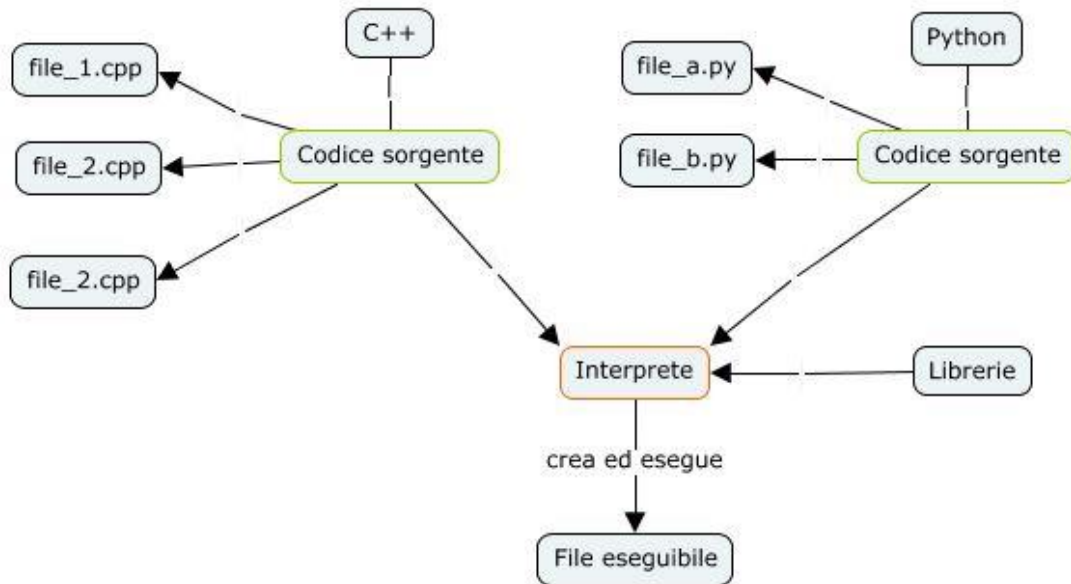 C++
Python
file_1.cpp
file_a.py
file_2.cpp
Codice sorgente
file_b.py
Codice sorgente
file_2.cpp
Interprete
Librerie
crea ed esegue
File eseguibile